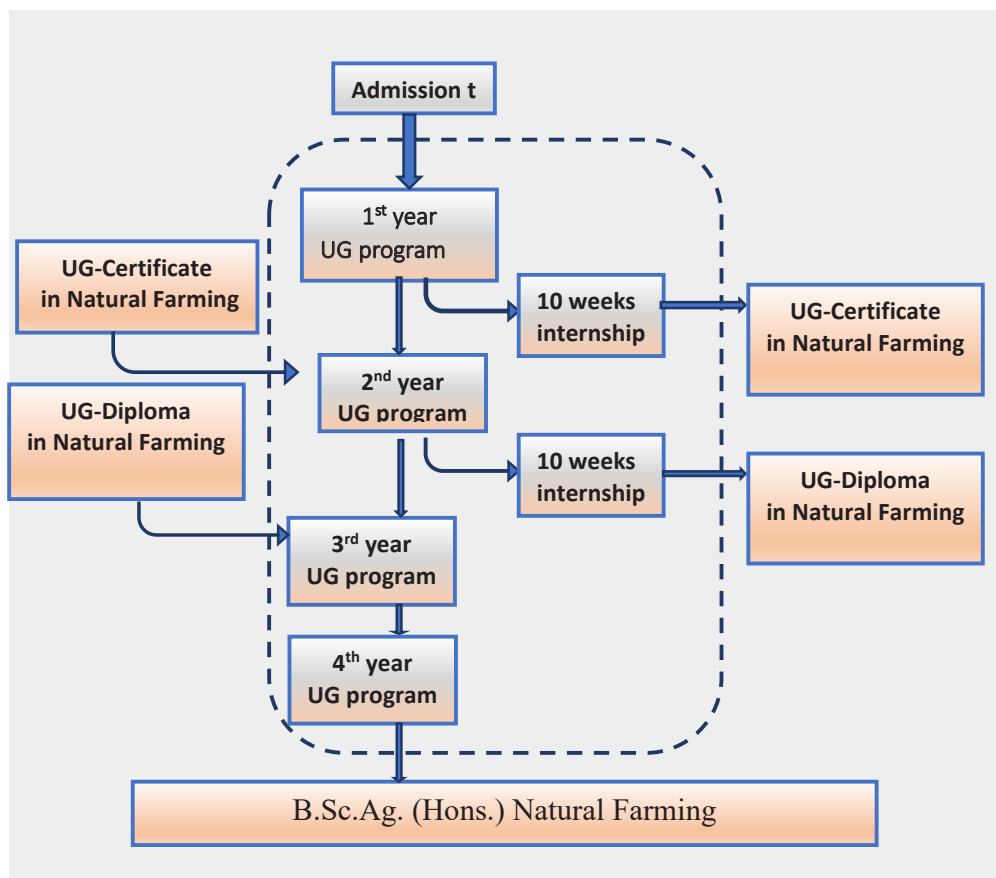 Admission t
1st year
UG program
UG-Certificate
in Natural Farming
10 weeks
internship
UG-Certificate
in Natural Farming
2nd year
UG program
UG-Diploma
in Natural Farming
10 weeks
internship
UG-Diploma
in Natural Farming
3rd year
UG program
4th year
UG program
B.Sc.Ag. (Hons.) Natural Farming